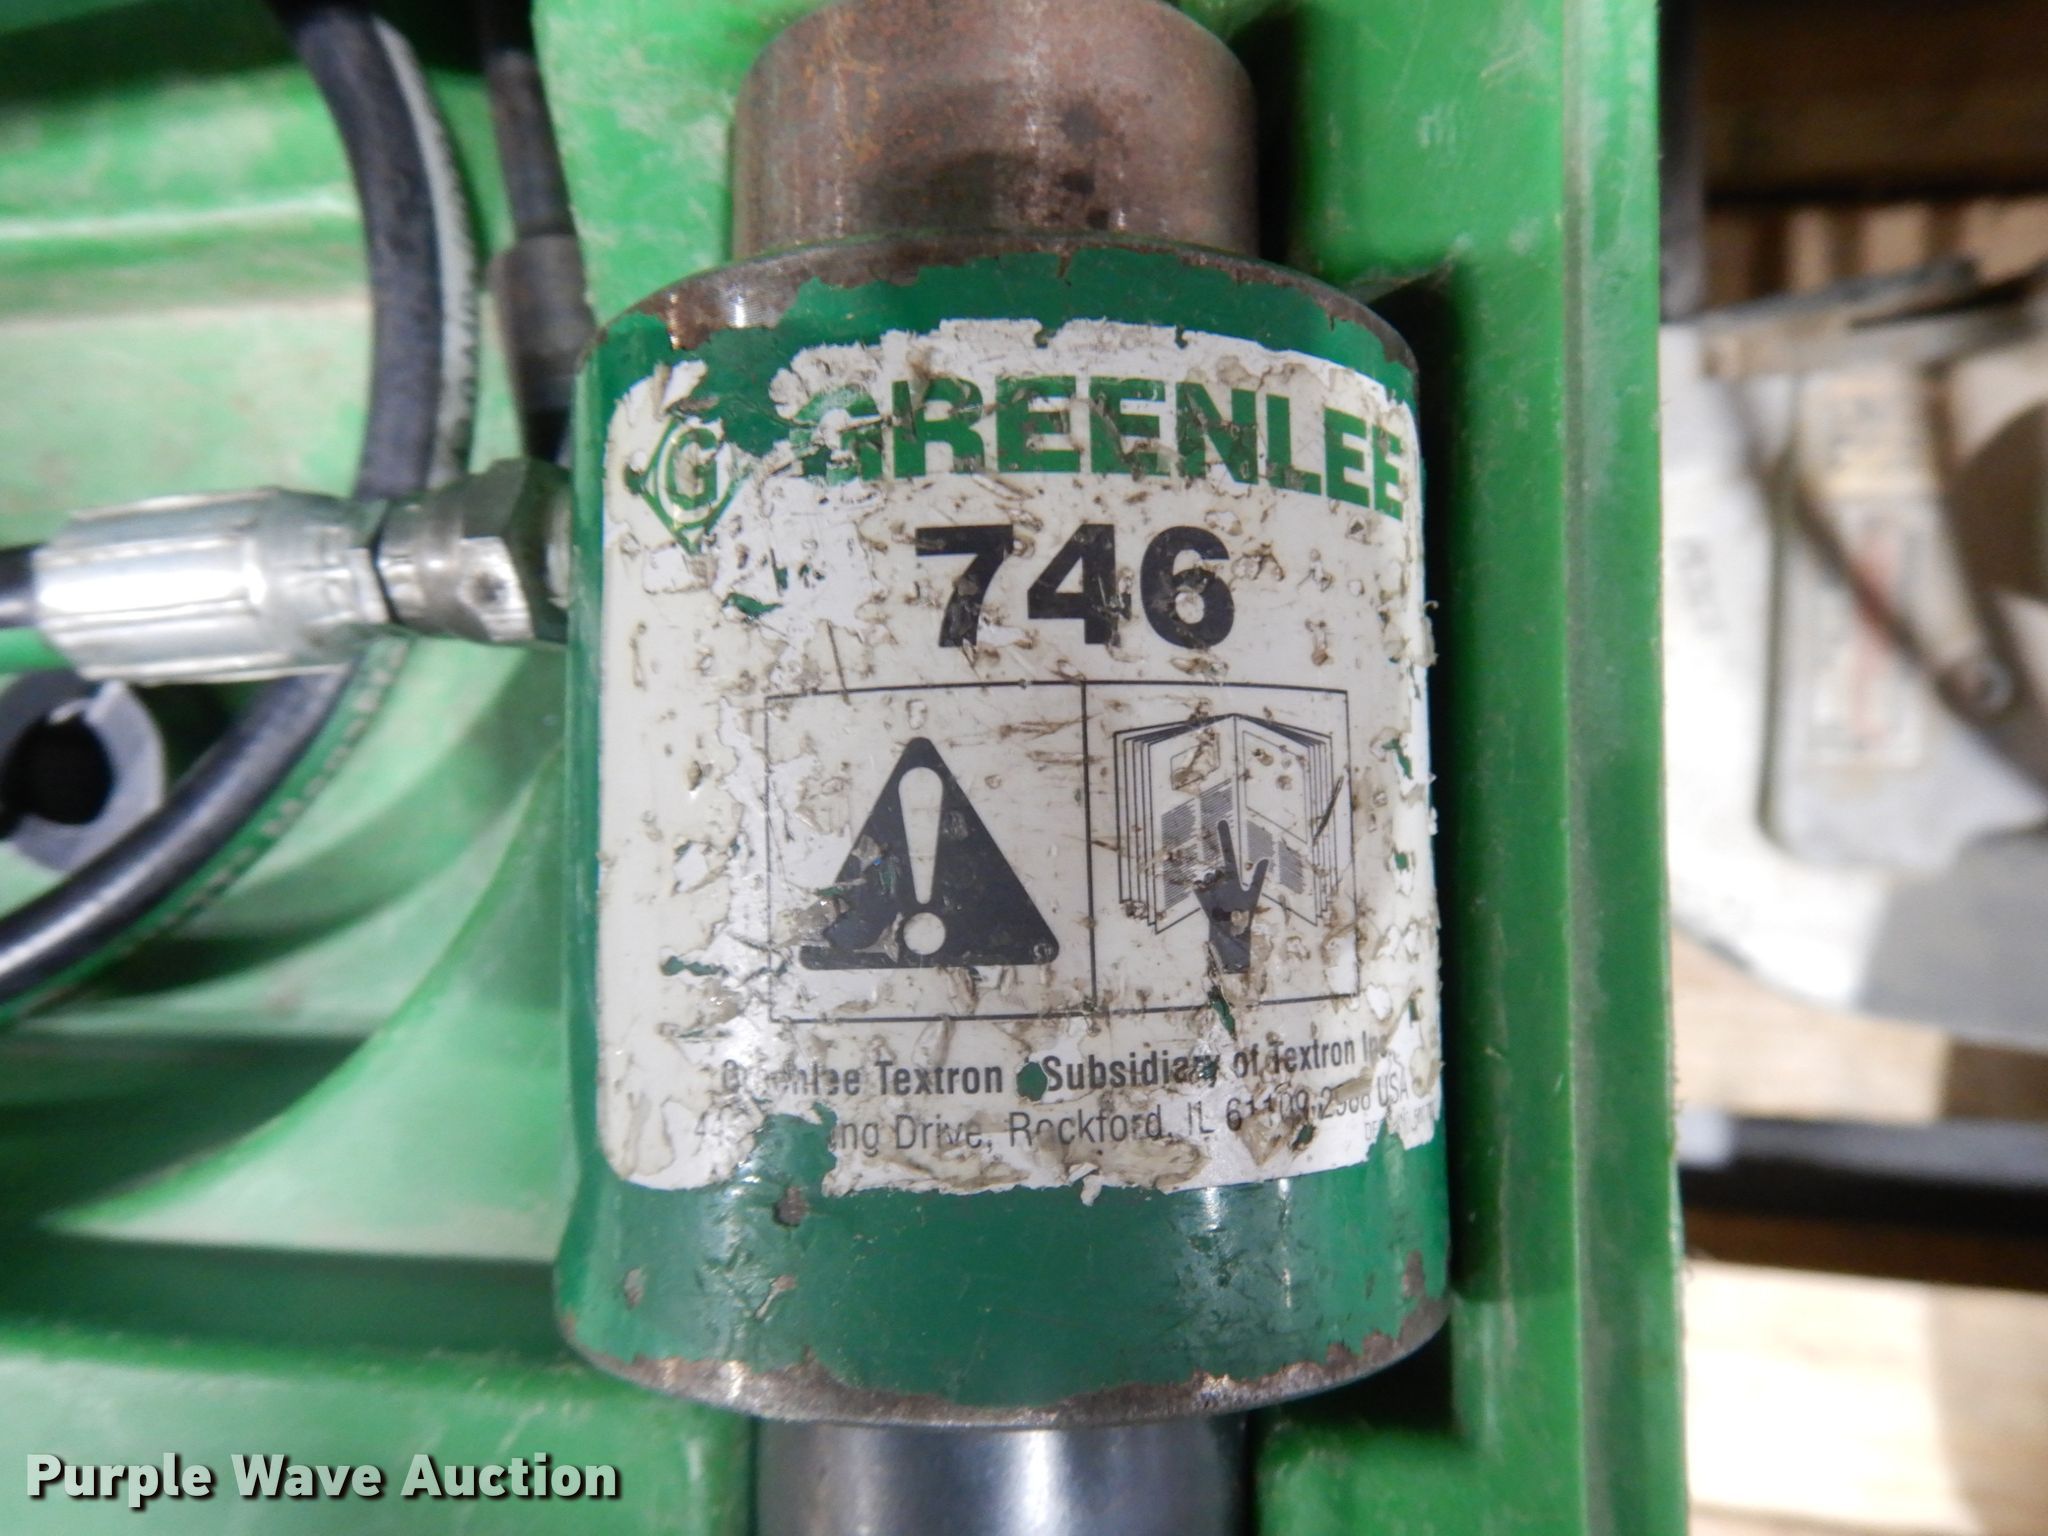 G GREENLEE
746
Greenlee Textron Subsidiary of Textron Inc.
Drive, Rockford, IL USA
Purple Wave Auction